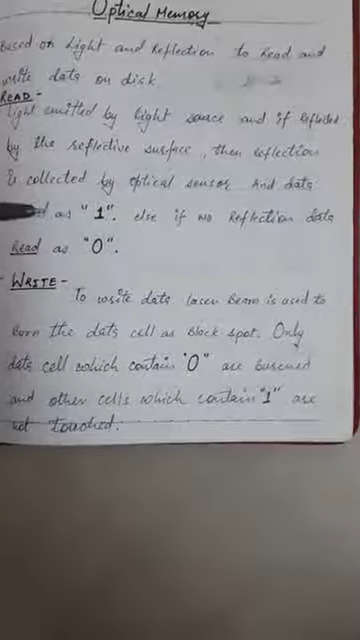 Optical Memory
Based on Light and Reflection to Read and
write data on disk
READ -
Light emitted by light source and if Reflected
by the reflective surface, then reflection
is collected by optical sensor And data
as "1". else if no Reflection data
Read as "0".
- WRITE -
To write data laser Beam is used to
Burn the data cell as Black spot. Only
data cell which contain "0" are burened
and other cells which contain "1" are
not touched.